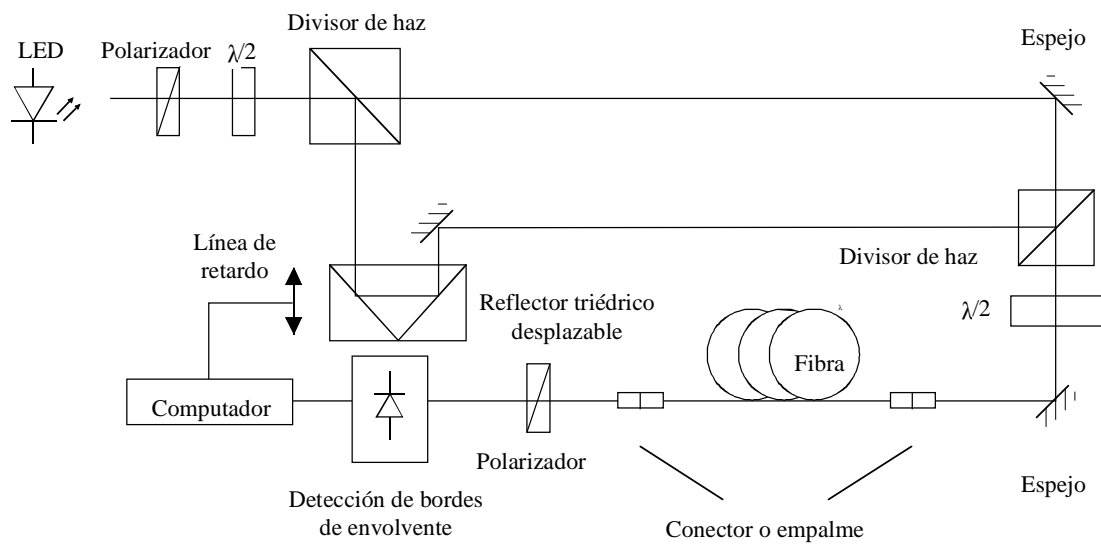 Divisor de haz
Espejo
LED
Polarizador
λ/2
Línea de
retardo
Divisor de haz
Reflector triédrico
desplazable
λ/2
λ
Fibra
Computador
Polarizador
Detección de bordes
de envolvente
Conector o empalme
Espejo